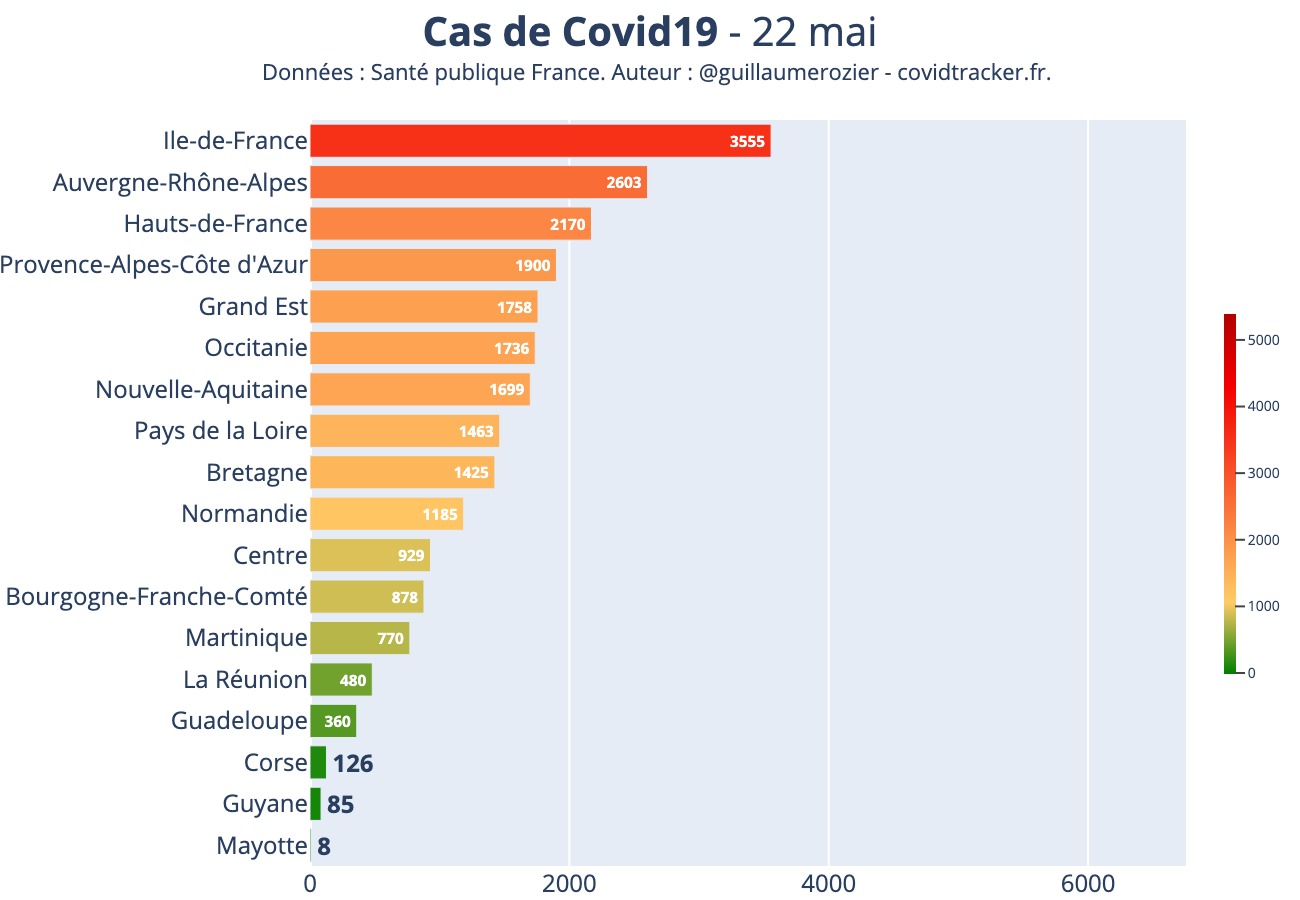 Cas de Covid19 - 22 mai
Données : Santé publique France. Auteur : @guillaumerozier - covidtracker.fr.
Ile-de-France 3555
Auvergne-Rhône-Alpes 2603
Hauts-de-France 2170
Provence-Alpes-Côte d'Azur 1900
Grand Est 1758
Occitanie 1736
Nouvelle-Aquitaine 1699
Pays de la Loire 1463
Bretagne 1425
Normandie 1185
Centre 929
Bourgogne-Franche-Comté 878
Martinique 770
La Réunion 480
Guadeloupe 360
Corse 126
Guyane 85
Mayotte 8
0 2000 4000 6000
5000
4000
3000
2000
1000
0